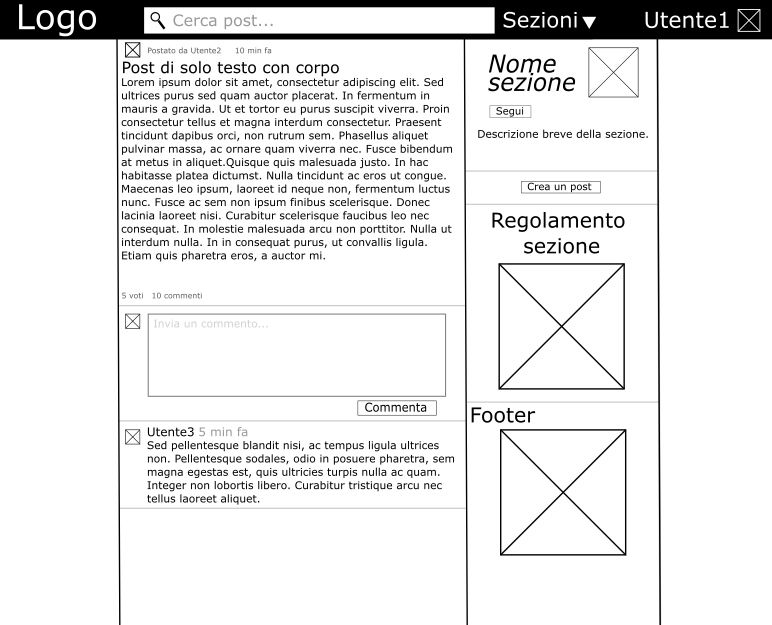 Logo
Cerca post...
Sezioni
Utente1
Postato da Utente2 10 min fa
Post di solo testo con corpo
Lorem ipsum dolor sit amet, consectetur adipiscing elit. Sed
ultrices purus sed quam auctor placerat. In fermentum in
mauris a gravida. Ut et tortor eu purus suscipit viverra. Proin
consectetur tellus et magna interdum consectetur. Praesent
tincidunt dapibus orci, non rutrum sem. Phasellus aliquet
pulvinar massa, ac ornare quam viverra nec. Fusce bibendum
at metus in aliquet.Quisque quis malesuada justo. In hac
habitasse platea dictumst. Nulla tincidunt ac eros ut congue.
Maecenas leo ipsum, laoreet id neque non, fermentum luctus
nunc. Fusce ac sem non ipsum finibus scelerisque. Donec
lacinia laoreet nisi. Curabitur scelerisque faucibus leo nec
consequat. In molestie malesuada arcu non porttitor. Nulla ut
interdum nulla. In in consequat purus, ut convallis ligula.
Etiam quis pharetra eros, a auctor mi.
5 voti 10 commenti
Invia un commento...
Commenta
Utente3 5 min fa
Sed pellentesque blandit nisi, ac tempus ligula ultrices
non. Pellentesque sodales, odio in posuere pharetra, sem
magna egestas est, quis ultricies turpis nulla ac quam.
Integer non lobortis libero. Curabitur tristique arcu nec
tellus laoreet aliquet.
Nome
sezione
Segui
Descrizione breve della sezione.
Crea un post
Regolamento
sezione
Footer